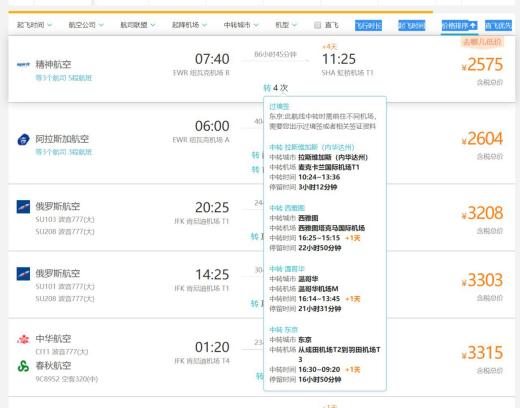 起飞时间 航空公司 航司联盟 起降机场 中转城市 机型 直飞 飞行时长 起飞时间 价格排序 直飞优先
去哪儿低价
精神航空
等3个航司 5程航班
07:40
EWR 纽瓦克机场 B
86小时45分钟
+4天
11:25
SHA 虹桥机场 T1
¥2575
含税总价
转 4 次
过境签
东京:此航线中转时需前往不同机场,
需要您出示过境签或者相关签证资料
中转 拉斯维加斯（内华达州）
中转城市 拉斯维加斯（内华达州）
中转机场 麦克卡兰国际机场T1
中转时间 10:24~13:36
停留时间 3小时12分钟
中转 西雅图
中转城市 西雅图
中转机场 西雅图塔克马国际机场
中转时间 16:25~15:15 +1天
停留时间 22小时50分钟
中转 温哥华
中转城市 温哥华
中转机场 温哥华机场M
中转时间 16:14~13:45 +1天
停留时间 21小时31分钟
中转 东京
中转城市 东京
中转机场 从成田机场T2到羽田机场T
3
中转时间 16:30~09:20 +1天
停留时间 16小时50分钟
阿拉斯加航空
等3个航司 3程航班
06:00
EWR 纽瓦克机场 A
40
转
¥2604
含税总价
俄罗斯航空
SU103 波音777(大)
SU208 波音777(大)
20:25
JFK 肯尼迪机场 T1
24
转
¥3208
含税总价
俄罗斯航空
SU101 波音777(大)
SU208 波音777(大)
14:25
JFK 肯尼迪机场 T1
30
转
¥3303
含税总价
中华航空
CI11 波音777(大)
春秋航空
9C8952 空客320(中)
01:20
JFK 肯尼迪机场 T4
23
转
¥3315
含税总价
+1天